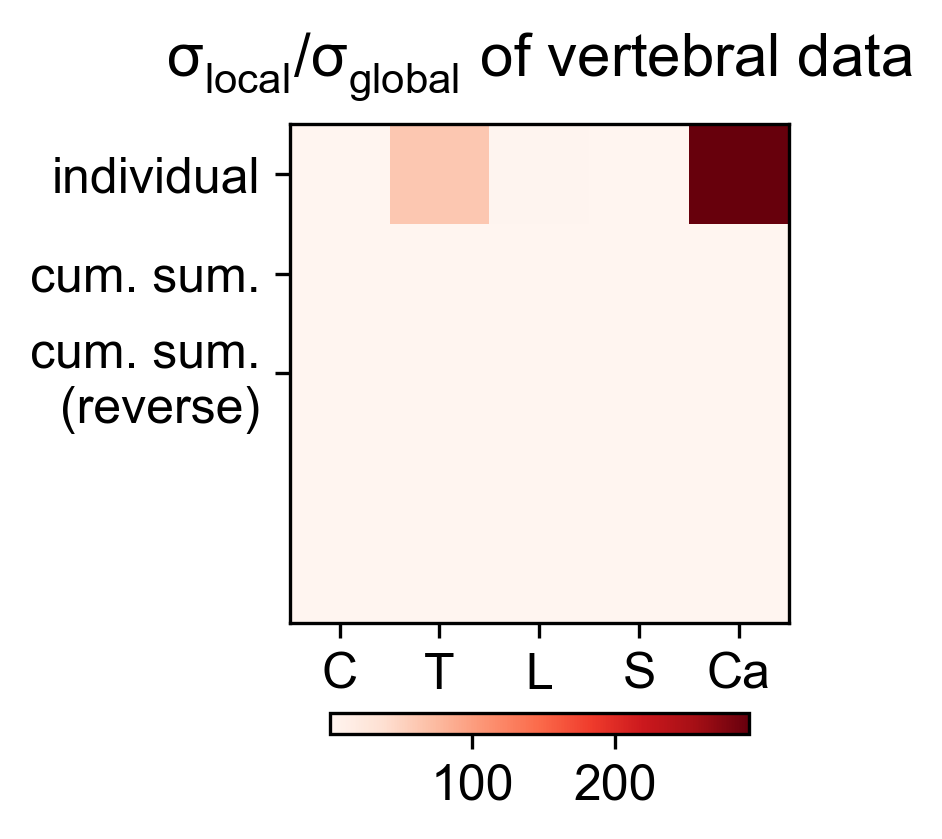 σlocal/σglobal of vertebral data
individual
cum. sum.
cum. sum.
(reverse)
C T L S Ca
100 200